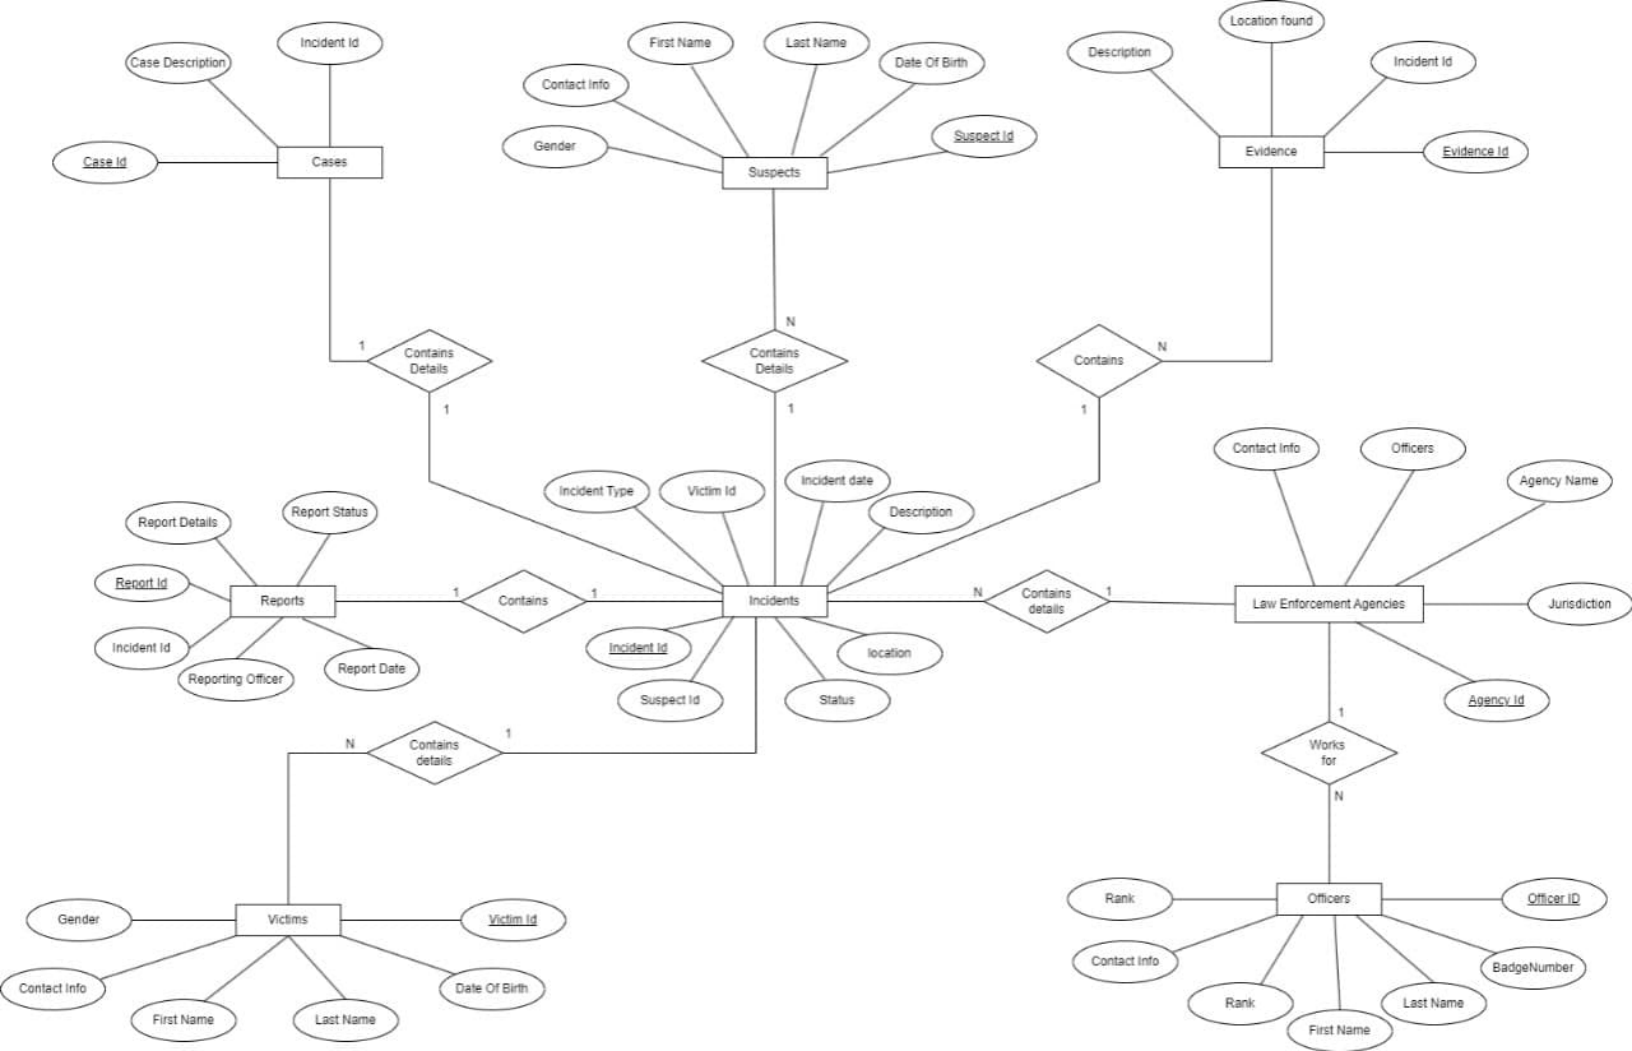 Location found
Incident Id
First Name
Last Name
Description
Case Description
Date Of Birth
Incident Id
Contact Info
Suspect Id
Gender
Evidence
Evidence Id
Case Id
Cases
Suspects
N
1
N
Contains
Details
Contains
Details
Contains
1
1
1
Contact Info
Officers
Agency Name
Incident Type
Victim Id
Incident date
Description
Report Details
Report Status
Report Id
Reports
1
Contains
1
Incidents
N
Contains
details
1
Law Enforcement Agencies
Jurisdiction
Incident Id
Incident Id
location
Reporting Officer
Report Date
Suspect Id
Status
Agency Id
1
N
Contains
details
1
Works
for
N
Rank
Officers
Officer ID
Gender
Victims
Victim Id
Contact Info
BadgeNumber
Contact Info
Date Of Birth
Rank
Last Name
First Name
Last Name
First Name